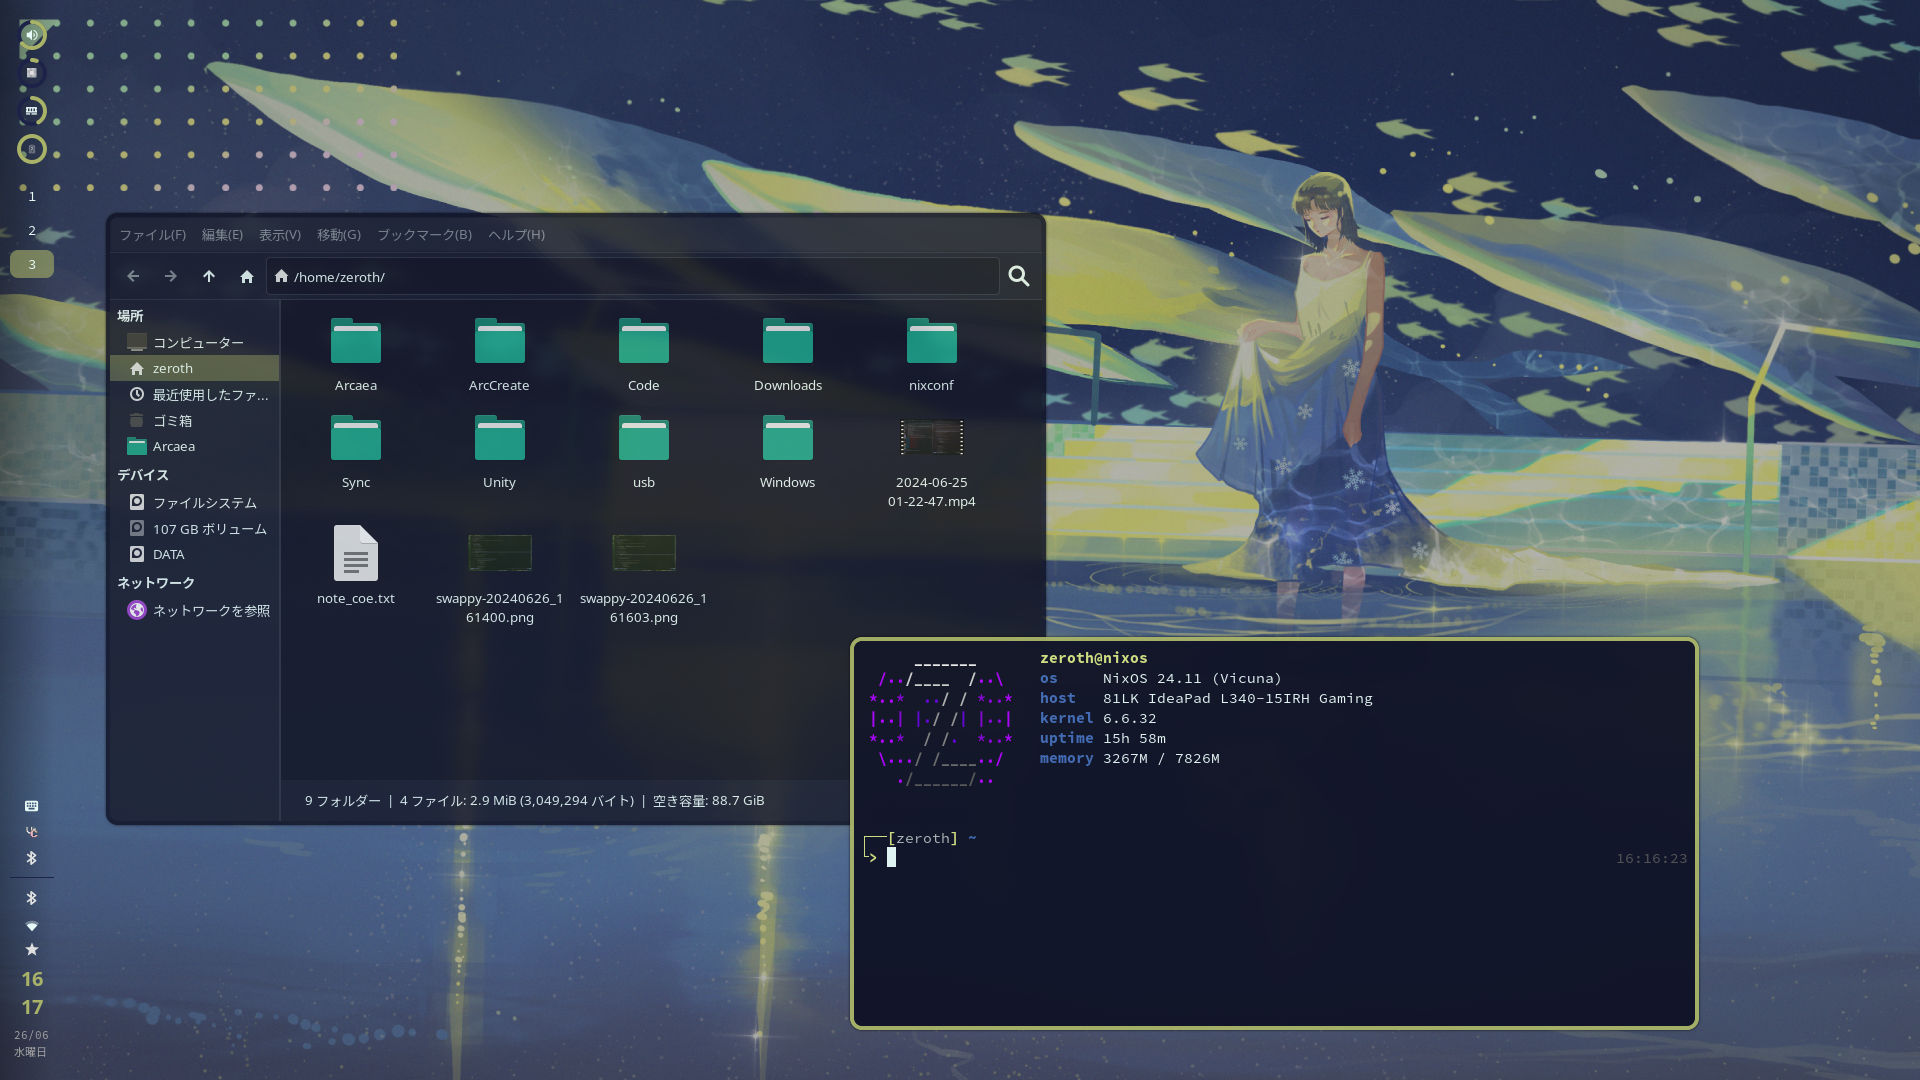 1
2
3
ファイル(F) 編集(E) 表示(V) 移動(G) ブックマーク(B) ヘルプ(H)
/home/zeroth/
場所
コンピューター
zeroth
最近使用したファ...
ゴミ箱
Arcaea
デバイス
ファイルシステム
107 GB ボリューム
DATA
ネットワーク
ネットワークを参照
Arcaea
ArcCreate
Code
Downloads
nixconf
Sync
Unity
usb
Windows
2024-06-25
01-22-47.mp4
note_coe.txt
swappy-20240626_1
61400.png
swappy-20240626_1
61603.png
9 フォルダー | 4 ファイル: 2.9 MiB (3,049,294 バイト) | 空き容量: 88.7 GiB
zeroth@nixos
os NixOS 24.11 (Vicuna)
host 81LK IdeaPad L340-15IRH Gaming
kernel 6.6.32
uptime 15h 58m
memory 3267M / 7826M
[zeroth] ~
>
16:16:23
16
17
26/06
水曜日